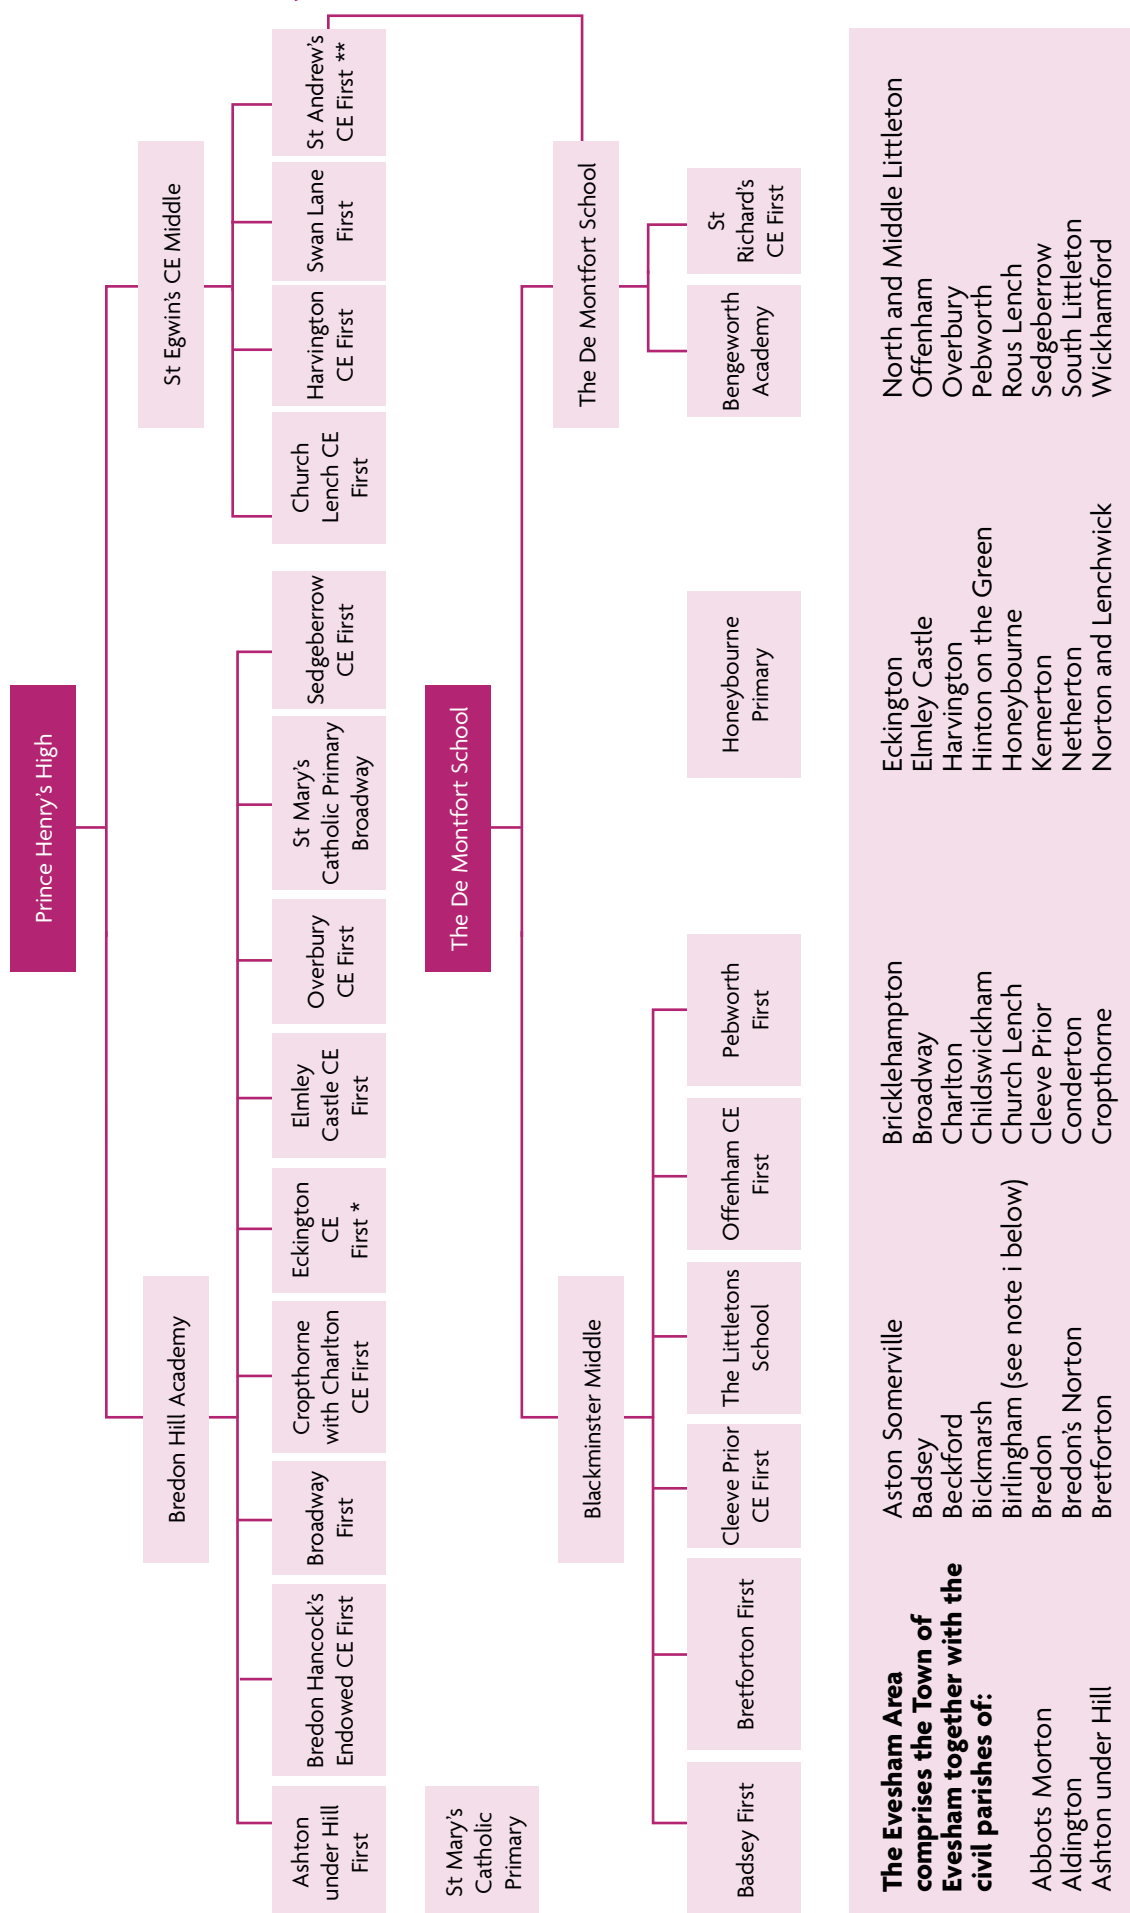 Prince Henry's High
Bredon Hill Academy
St Egwin's CE Middle
Ashton
under Hill
First
Bredon Hancock's
Endowed CE First
Broadway
First
Cropthorne
with Charlton
CE First
Eckington
CE
First *
Elmley
Castle CE
First
Overbury
CE First
St Mary's
Catholic Primary
Broadway
Sedgeberrow
CE First
Church
Lench CE
First
Harvington
CE First
Swan Lane
First
St Andrew's
CE First **
St Mary's
Catholic
Primary
The De Montfort School
Blackminster Middle
The De Montfort School
Badsey First
Bretforton First
Cleeve Prior
CE First
The Littletons
School
Offenham CE
First
Pebworth
First
Honeybourne
Primary
Bengeworth
Academy
St
Richard's
CE First
The Evesham Area
comprises the Town of
Evesham together with the
civil parishes of:
Abbots Morton
Aldington
Ashton under Hill
Aston Somerville
Badsey
Beckford
Bickmarsh
Birlingham (see note i below)
Bredon
Bredon's Norton
Bretforton
Bricklehampton
Broadway
Charlton
Childswickham
Church Lench
Cleeve Prior
Conderton
Cropthorne
Eckington
Elmley Castle
Harvington
Hinton on the Green
Honeybourne
Kemerton
Netherton
Norton and Lenchwick
North and Middle Littleton
Offenham
Overbury
Pebworth
Rous Lench
Sedgeberrow
South Littleton
Wickhamford